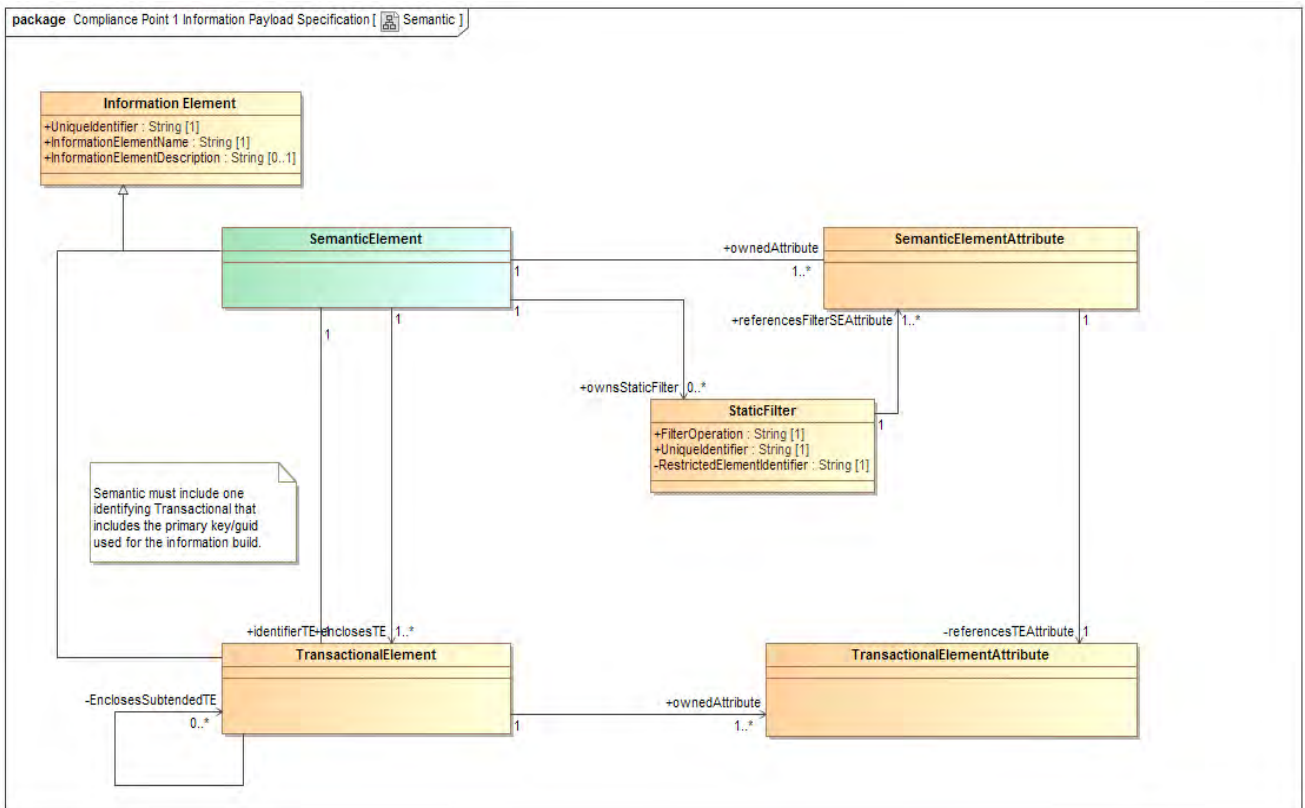 package Compliance Point 1 Information Payload Specification [ Semantic ]
Information Element
+UniqueIdentifier : String [1]
+InformationElementName : String [1]
+InformationElementDescription : String [0..1]
SemanticElement
+ownedAttribute
1
1..*
SemanticElementAttribute
1
1
1
+referencesFilterSEAttribute 1..*
1
+ownsStaticFilter 0..*
StaticFilter
+FilterOperation : String [1]
+UniqueIdentifier : String [1]
-RestrictedElementIdentifier : String [1]
1
Semantic must include one
identifying Transactional that
includes the primary key/guid
used for the information build.
+identifierTE 1
+enclosesTE 1..*
-referencesTEAttribute 1
TransactionalElement
TransactionalElementAttribute
-EnclosesSubtendedTE
0..*
+ownedAttribute
1
1..*